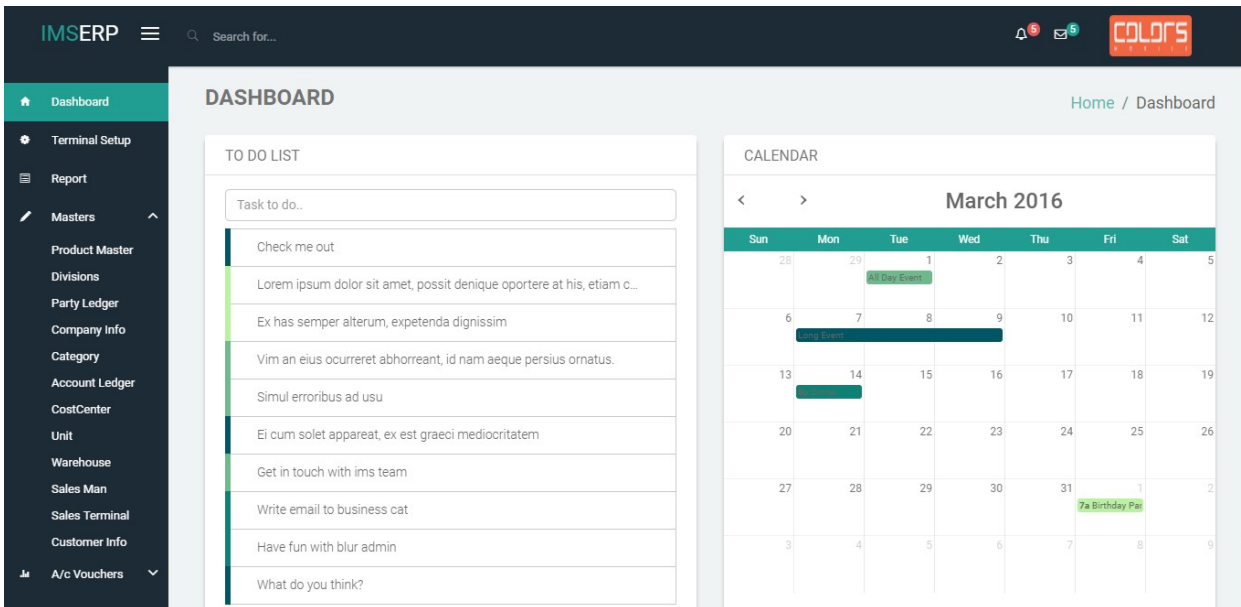 IMSERP
Search for...
5
5
COLORS
MOBILE
Dashboard
Terminal Setup
Report
Masters
Product Master
Divisions
Party Ledger
Company Info
Category
Account Ledger
CostCenter
Unit
Warehouse
Sales Man
Sales Terminal
Customer Info
A/c Vouchers
DASHBOARD
Home / Dashboard
TO DO LIST
Task to do..
Check me out
Lorem ipsum dolor sit amet, possit denique oportere at his, etiam c...
Ex has semper alterum, expetenda dignissim
Vim an eius ocurreret abhorreant, id nam aeque persius ornatus.
Simul erroribus ad usu
Ei cum solet appareat, ex est graeci mediocritatem
Get in touch with ims team
Write email to business cat
Have fun with blur admin
What do you think?
CALENDAR
March 2016
Sun Mon Tue Wed Thu Fri Sat
28 29 1 2 3 4 5
All Day Event
6 7 8 9 10 11 12
Long Event
13 14 15 16 17 18 19
20 21 22 23 24 25 26
27 28 29 30 31 1 2
7a Birthday Par
3 4 5 6 7 8 9